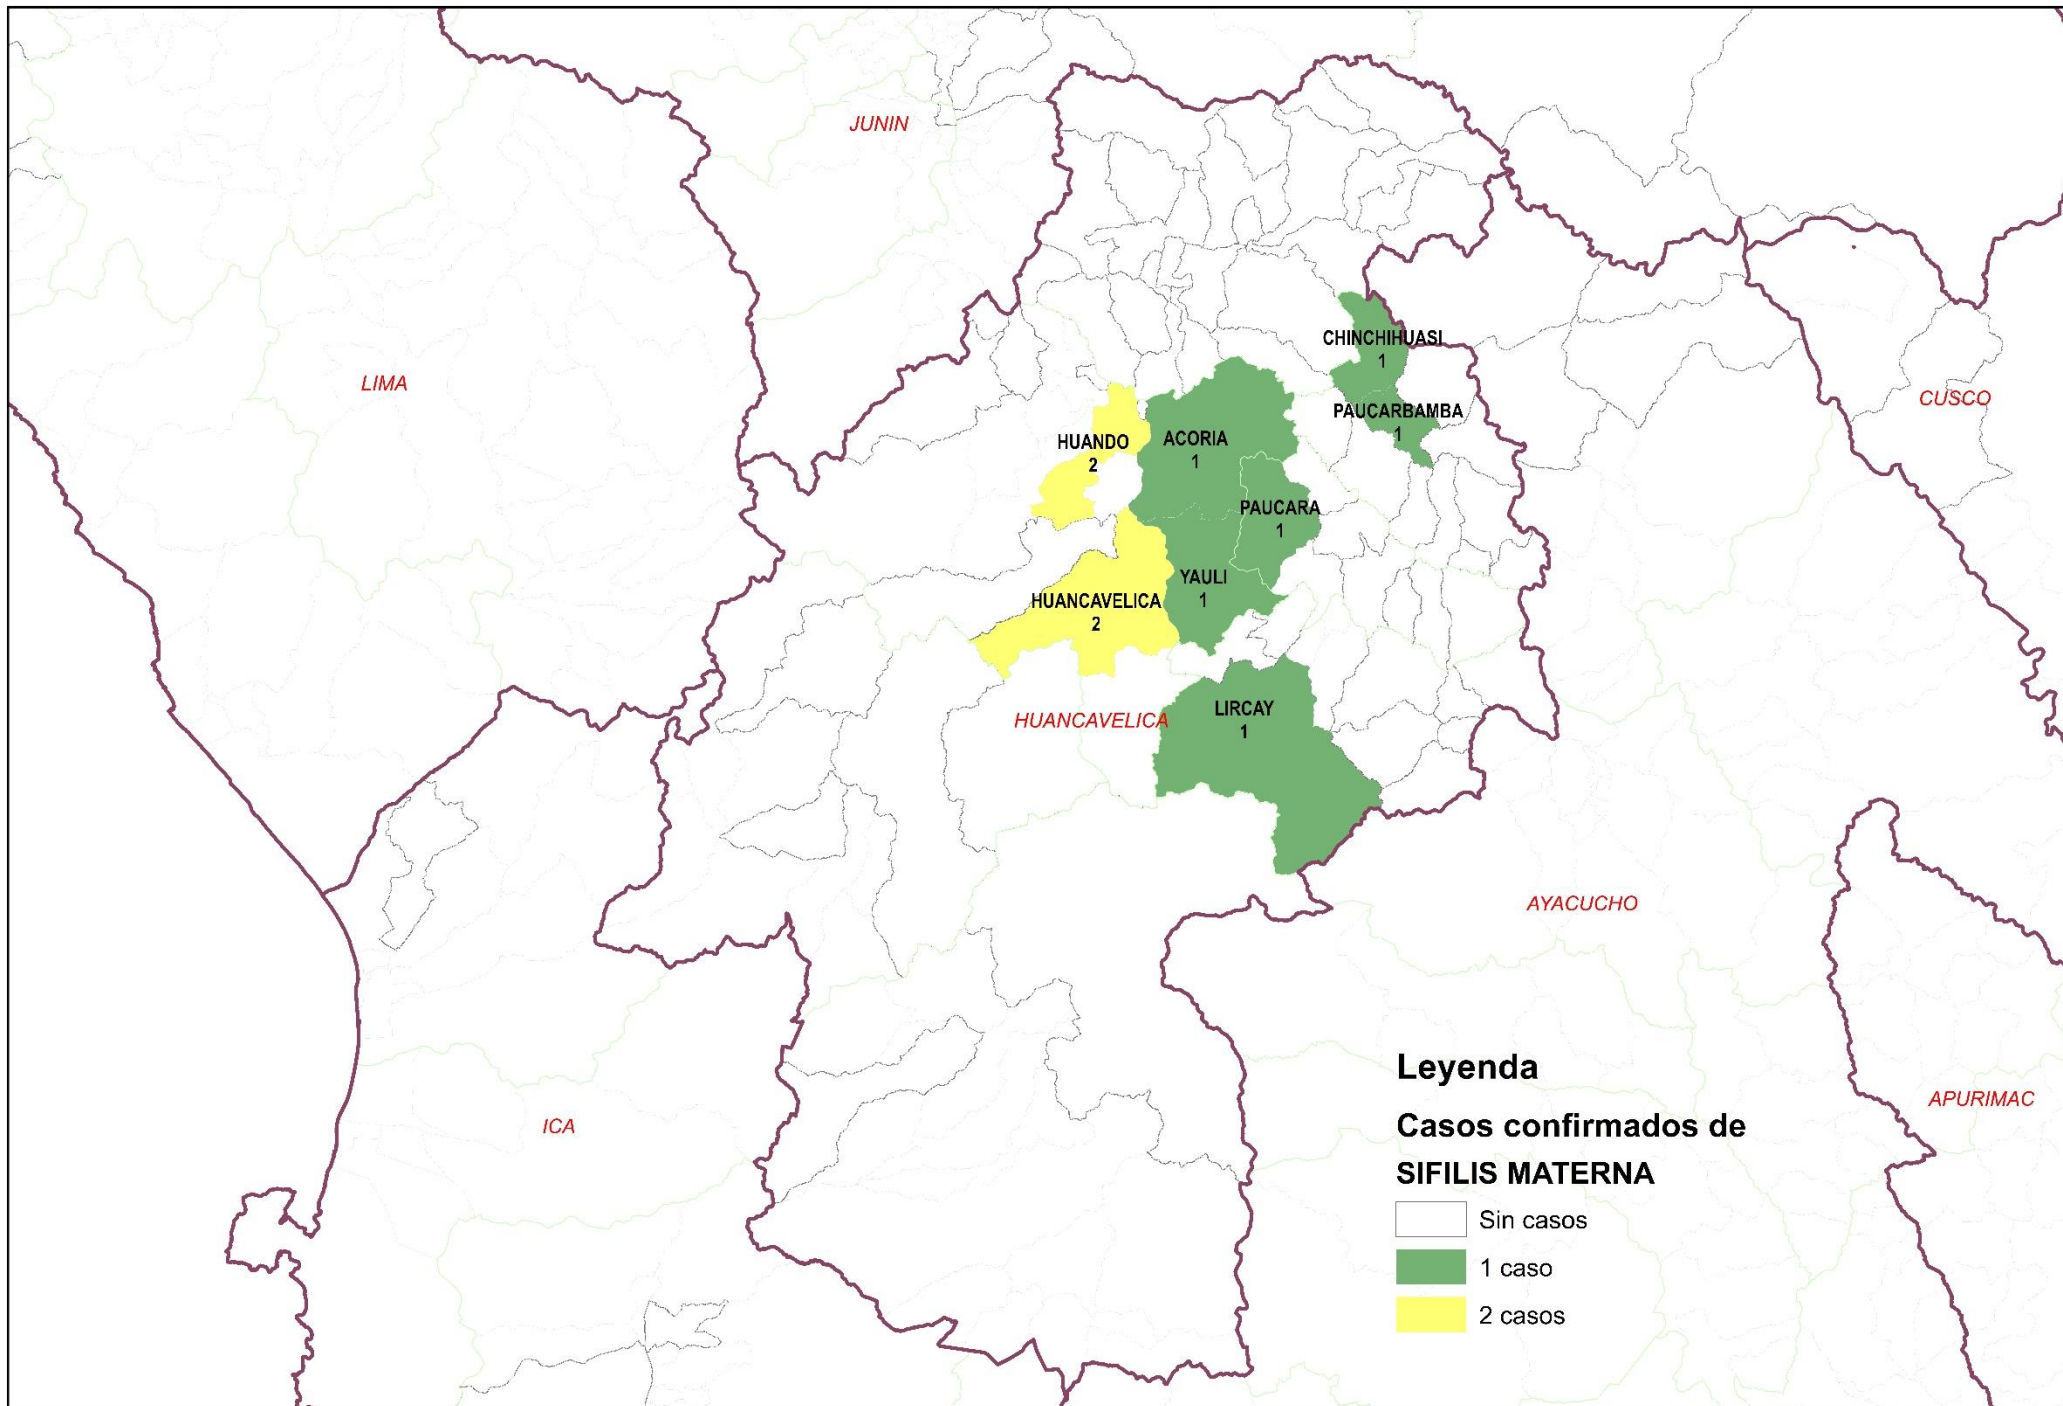 JUNIN
CHINCHIHUASI
1
LIMA
CUSCO
PAUCARBAMBA
1
HUANDO
2
ACORIA
1
PAUCARA
1
YAULI
1
HUANCAVELICA
2
LIRCAY
1
HUANCAVELICA
AYACUCHO
ICA
APURIMAC
Leyenda
Casos confirmados de
SIFILIS MATERNA
Sin casos
1 caso
2 casos